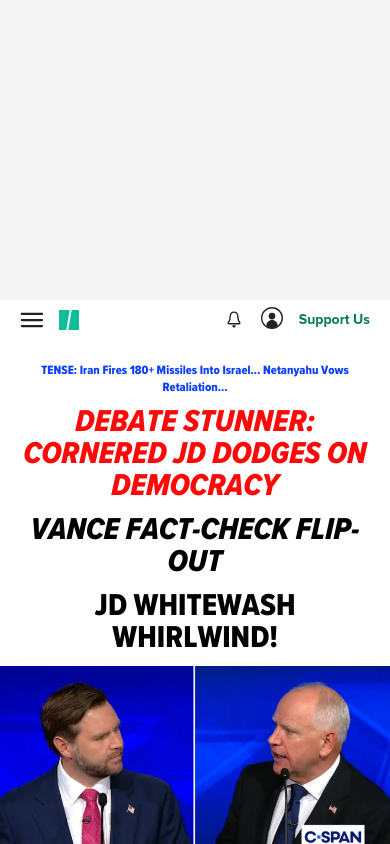 Support Us
TENSE: Iran Fires 180+ Missiles Into Israel... Netanyahu Vows
Retaliation...
DEBATE STUNNER:
CORNERED JD DODGES ON
DEMOCRACY
VANCE FACT-CHECK FLIP-
OUT
JD WHITEWASH
WHIRLWIND!
C-SPAN